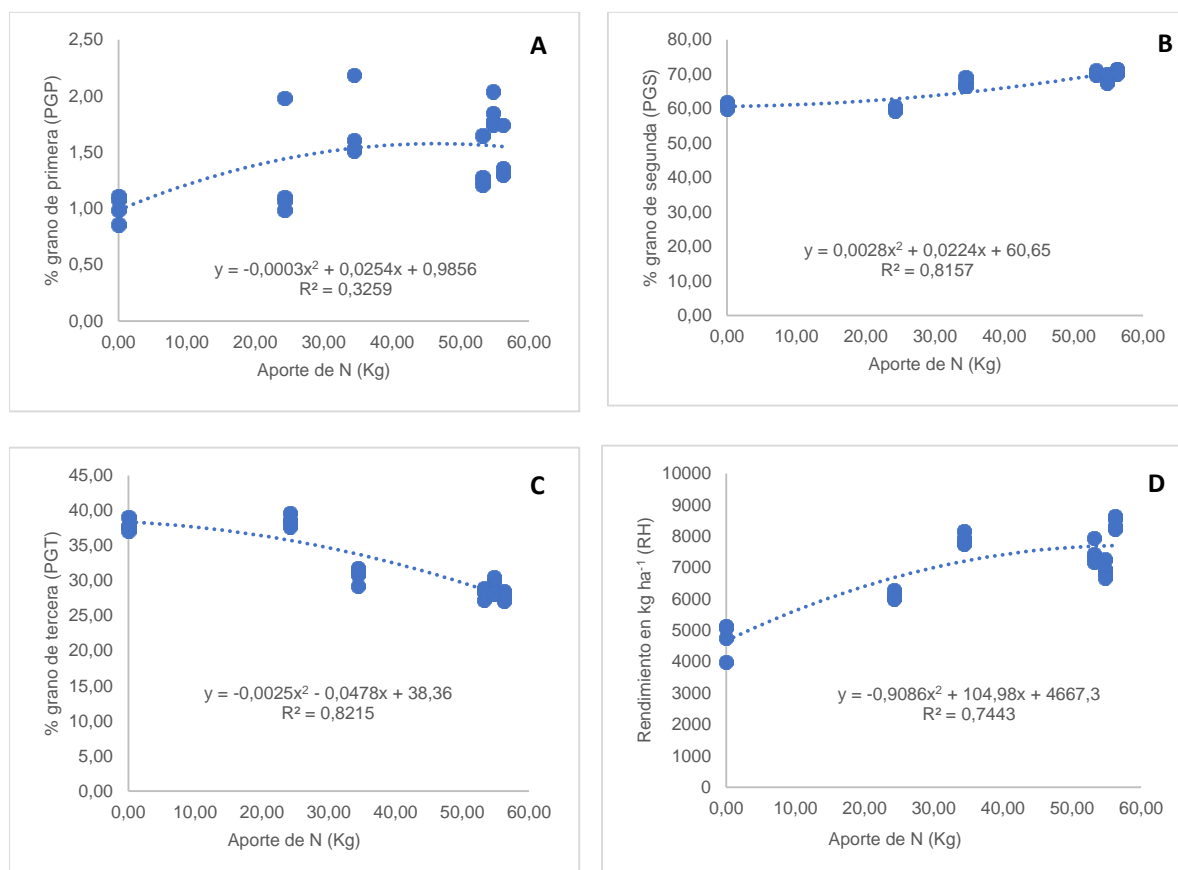 A
% grano de primera (PGP)
2,50
2,00
1,50
1,00
0,50
0,00
y = -0,0003x² + 0,0254x + 0,9856
R² = 0,3259
0,00 10,00 20,00 30,00 40,00 50,00 60,00
Aporte de N (Kg)
B
% grano de segunda (PGS)
80,00
70,00
60,00
50,00
40,00
30,00
20,00
10,00
0,00
y = 0,0028x² + 0,0224x + 60,65
R² = 0,8157
0,00 10,00 20,00 30,00 40,00 50,00 60,00
Aporte de N (Kg)
C
% grano de tercera (PGT)
45,00
40,00
35,00
30,00
25,00
20,00
15,00
10,00
5,00
0,00
y = -0,0025x² - 0,0478x + 38,36
R² = 0,8215
0,00 10,00 20,00 30,00 40,00 50,00 60,00
Aporte de N (Kg)
D
Rendimiento en kg ha⁻¹ (RH)
10000
9000
8000
7000
6000
5000
4000
3000
2000
1000
0
y = -0,9086x² + 104,98x + 4667,3
R² = 0,7443
0,00 10,00 20,00 30,00 40,00 50,00 60,00
Aporte de N (Kg)